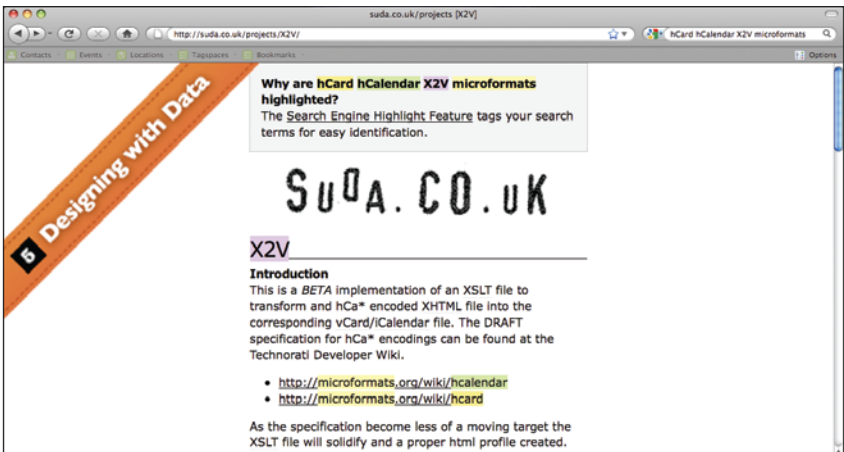 suda.co.uk/projects [X2V]
http://suda.co.uk/projects/X2V/
hCard hCalendar X2V microformats
Contacts Events Locations Tagspaces Bookmarks Options
5 Designing with Data
Why are hCard hCalendar X2V microformats
highlighted?
The Search Engine Highlight Feature tags your search
terms for easy identification.
SUDA.CO.UK
X2V
Introduction
This is a BETA implementation of an XSLT file to
transform and hCa* encoded XHTML file into the
corresponding vCard/iCalendar file. The DRAFT
specification for hCa* encodings can be found at the
Technorati Developer Wiki.
• http://microformats.org/wiki/hcalendar
• http://microformats.org/wiki/hcard
As the specification become less of a moving target the
XSLT file will solidify and a proper html profile created.